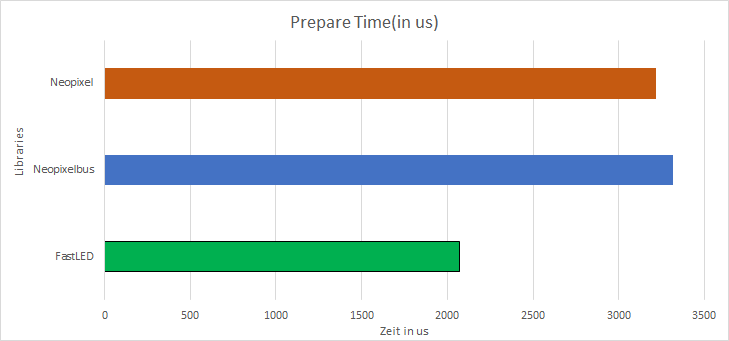 Prepare Time(in us)
Neopixel
Neopixelbus
FastLED
Libraries
0 500 1000 1500 2000 2500 3000 3500
Zeit in us